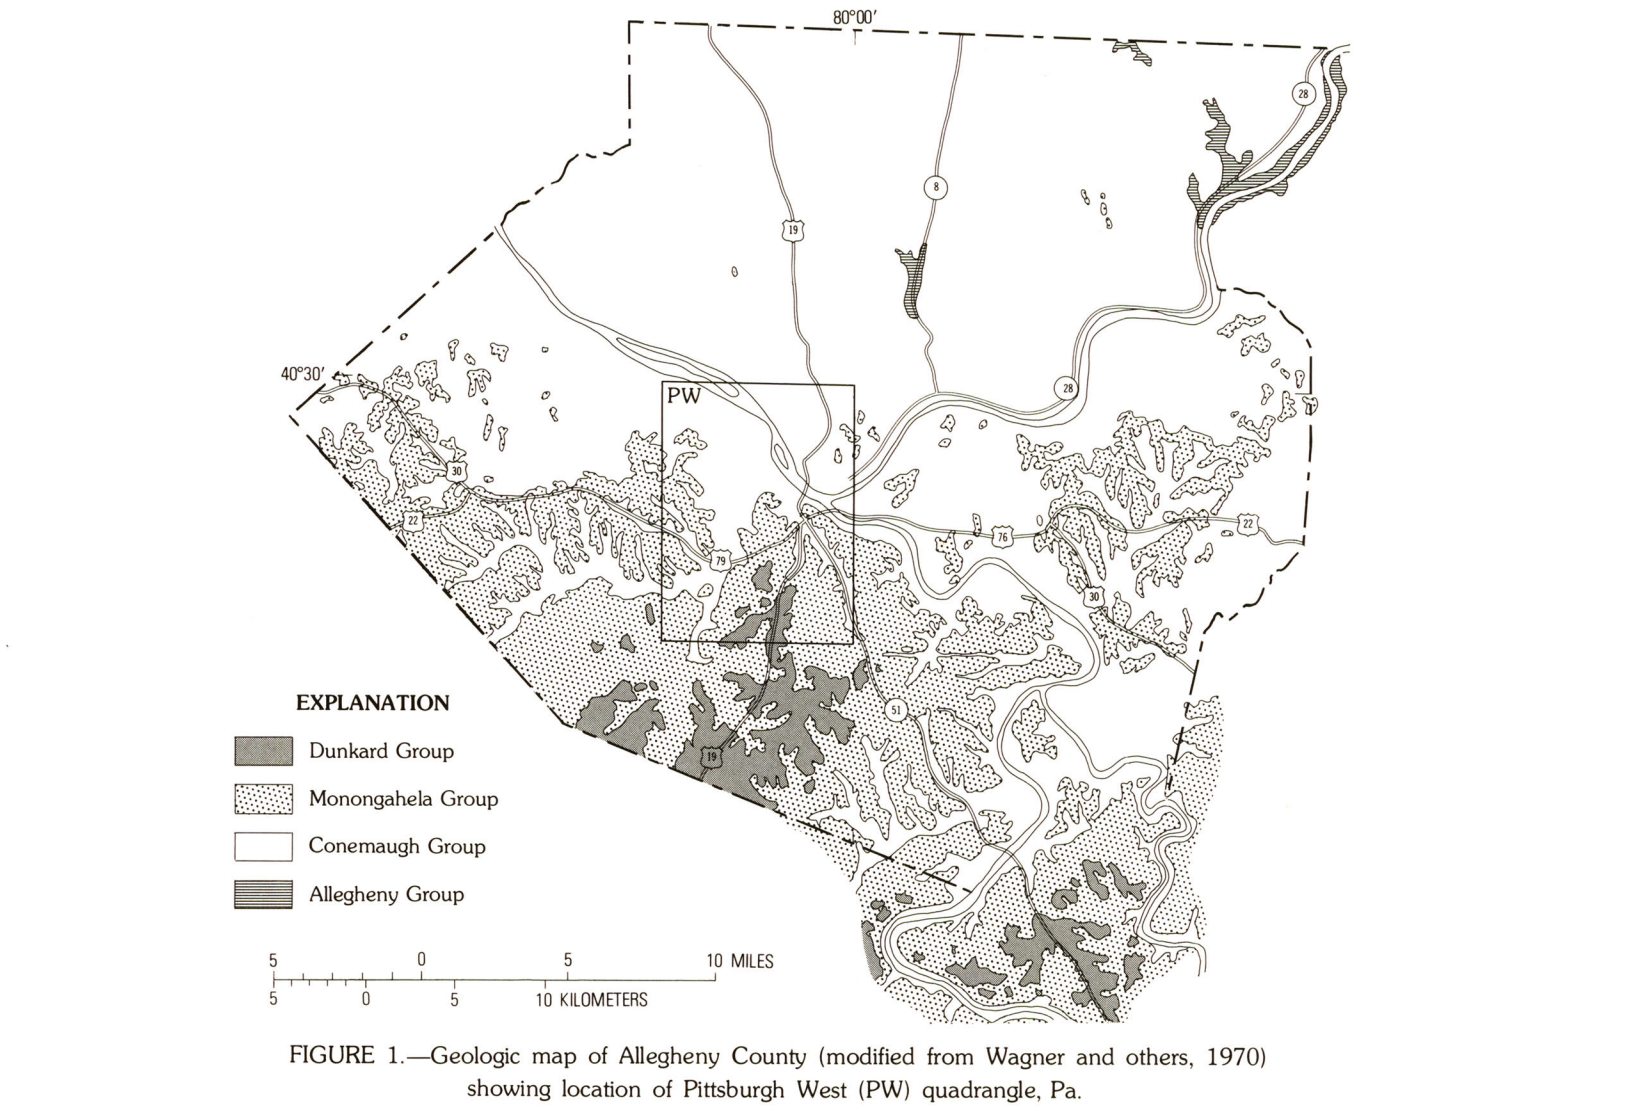 80°00′
28
8
19
40°30′
PW
28
30
22
79
76
22
30
51
19
EXPLANATION
Dunkard Group
Monongahela Group
Conemaugh Group
Allegheny Group
5 0 5 10 MILES
5 0 5 10 KILOMETERS
FIGURE 1.—Geologic map of Allegheny County (modified from Wagner and others, 1970)
showing location of Pittsburgh West (PW) quadrangle, Pa.